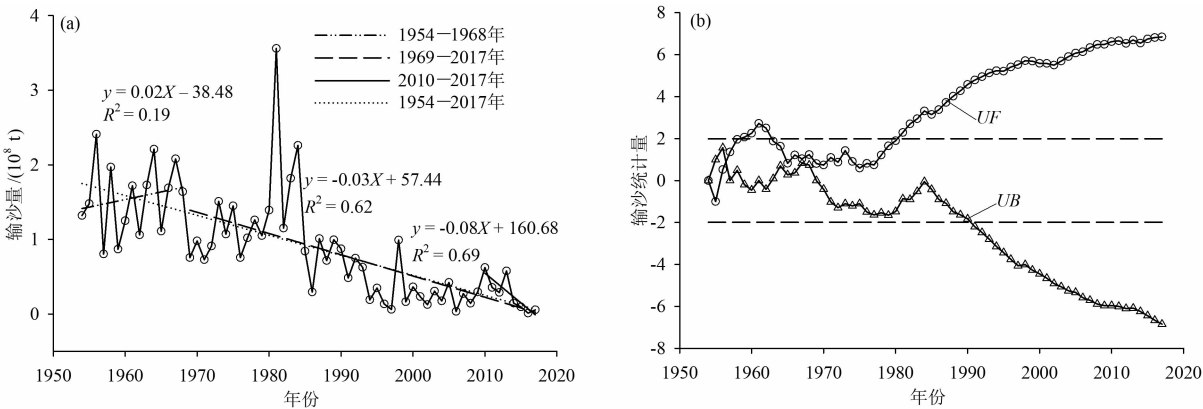 (a)
4
3
2
1
0
输沙量 /(10⁸ t)
1954－1968年
1969－2017年
2010－2017年
1954－2017年
y = 0.02X – 38.48
R² = 0.19
y = -0.03X + 57.44
R² = 0.62
y = -0.08X + 160.68
R² = 0.69
1950 1960 1970 1980 1990 2000 2010 2020
年份
(b)
8
6
4
2
0
-2
-4
-6
-8
输沙统计量
UF
UB
1950 1960 1970 1980 1990 2000 2010 2020
年份